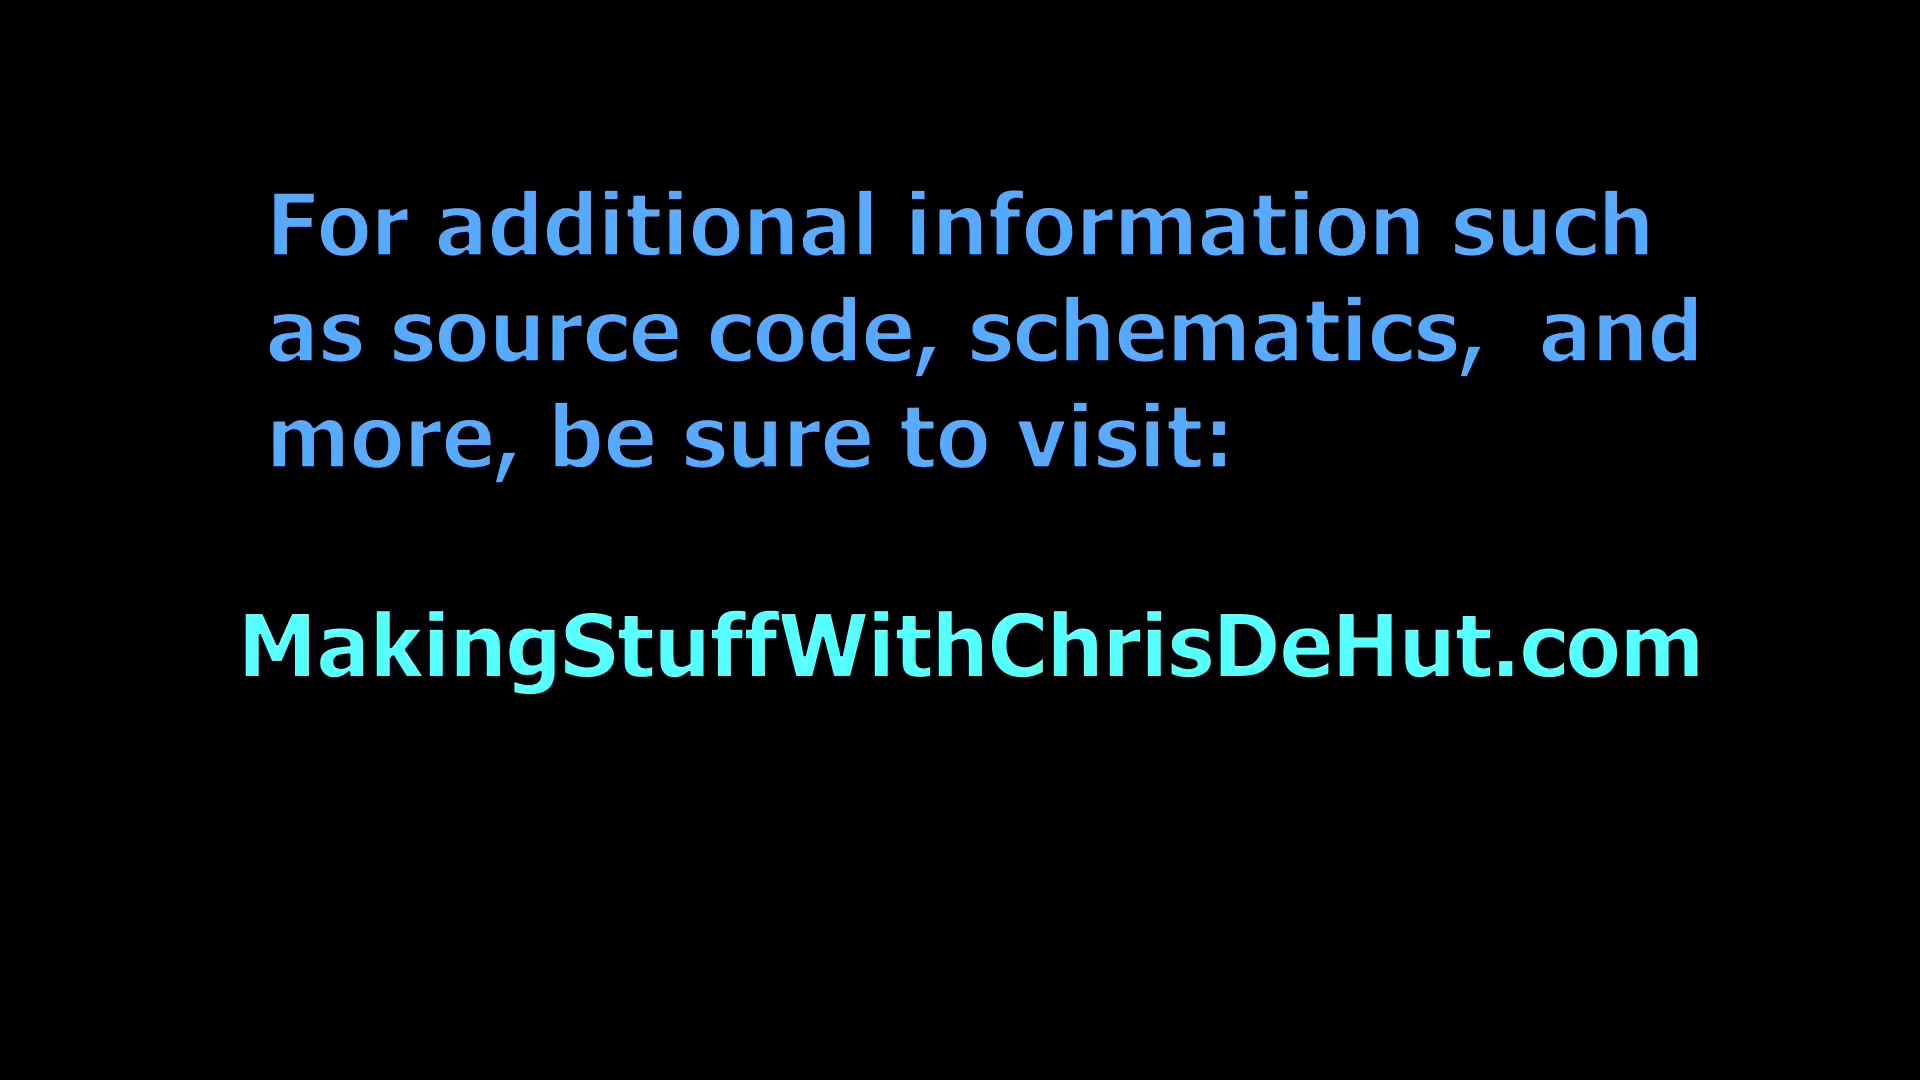 For additional information such
as source code, schematics,  and
more, be sure to visit:
MakingStuffWithChrisDeHut.com